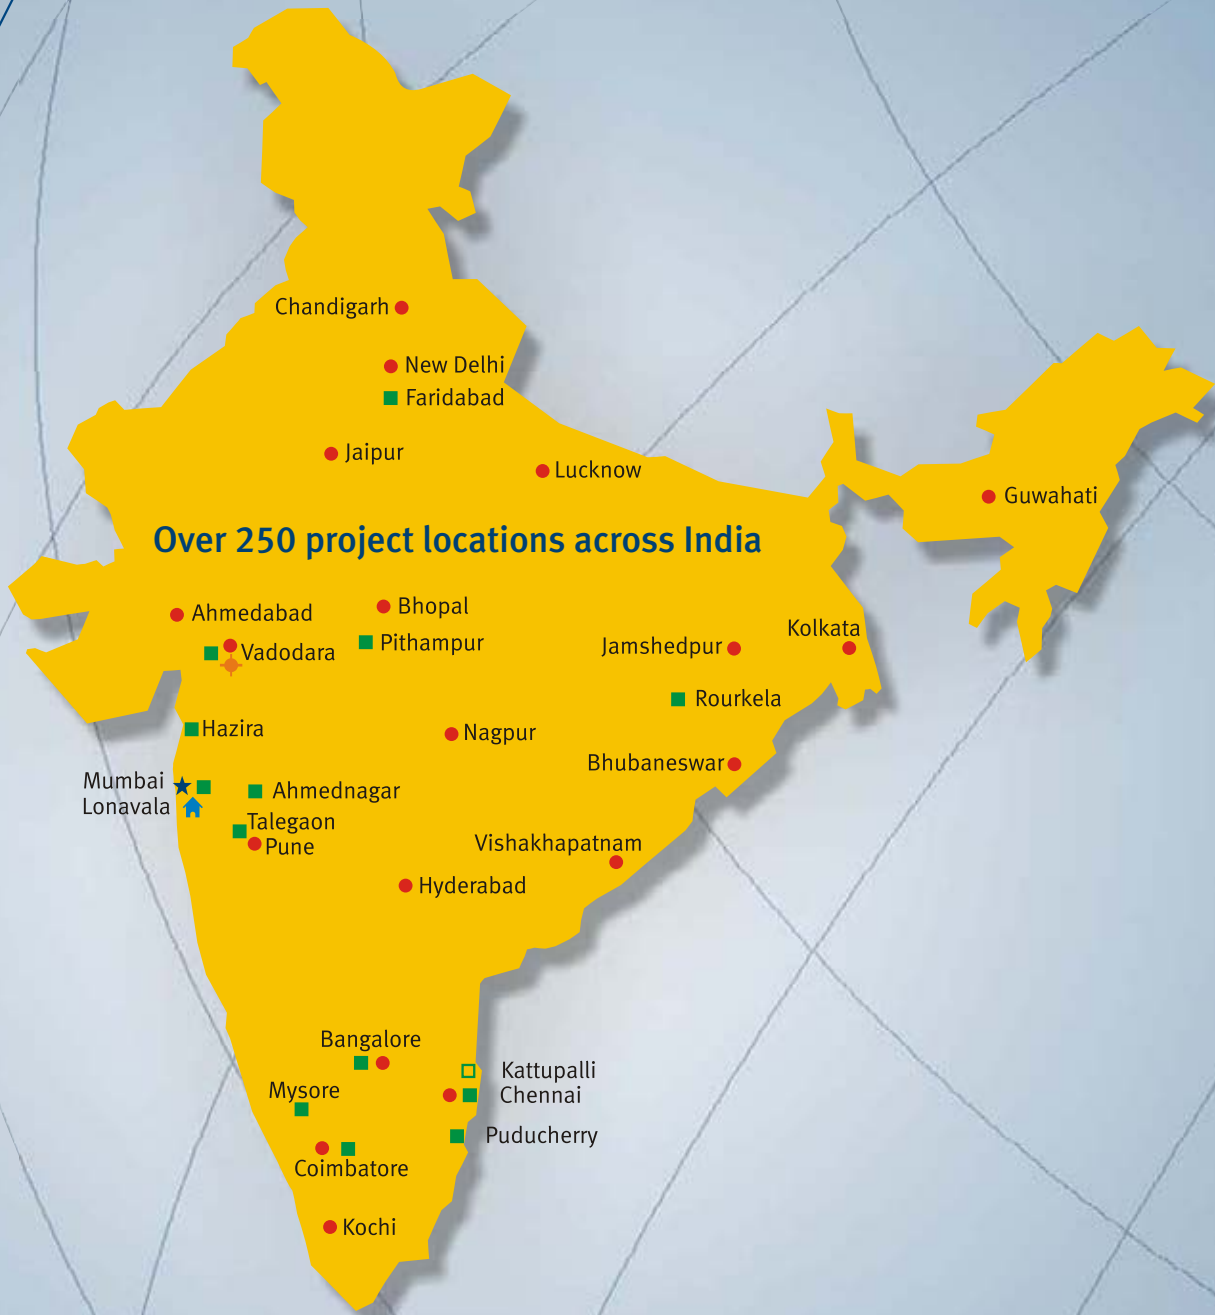 Chandigarh
New Delhi
Faridabad
Jaipur
Lucknow
Guwahati
Over 250 project locations across India
Ahmedabad
Bhopal
Kolkata
Vadodara
Pithampur
Jamshedpur
Rourkela
Hazira
Nagpur
Bhubaneswar
Mumbai
Lonavala
Ahmednagar
Talegaon
Pune
Vishakhapatnam
Hyderabad
Bangalore
Kattupalli
Mysore
Chennai
Puducherry
Coimbatore
Kochi